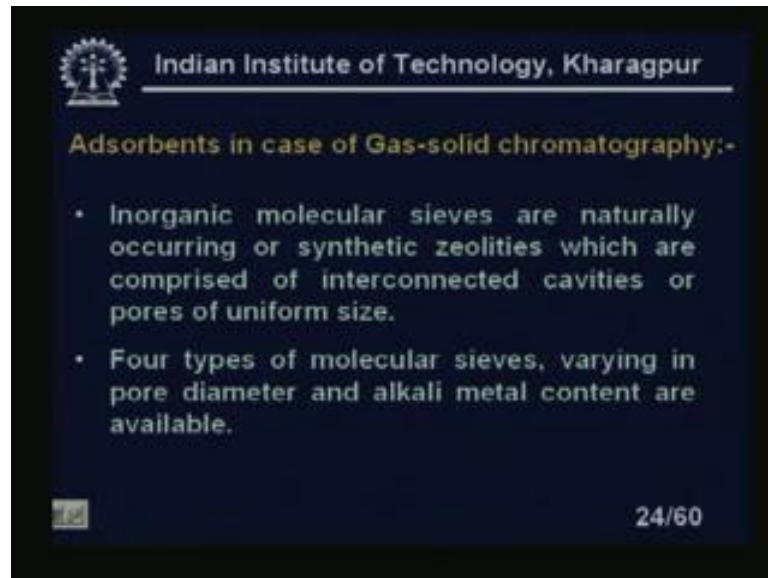 Indian Institute of Technology, Kharagpur
Adsorbents in case of Gas-solid chromatography:-
• Inorganic molecular sieves are naturally
occurring or synthetic zeolities which are
comprised of interconnected cavities or
pores of uniform size.
• Four types of molecular sieves, varying in
pore diameter and alkali metal content are
available.
24/60